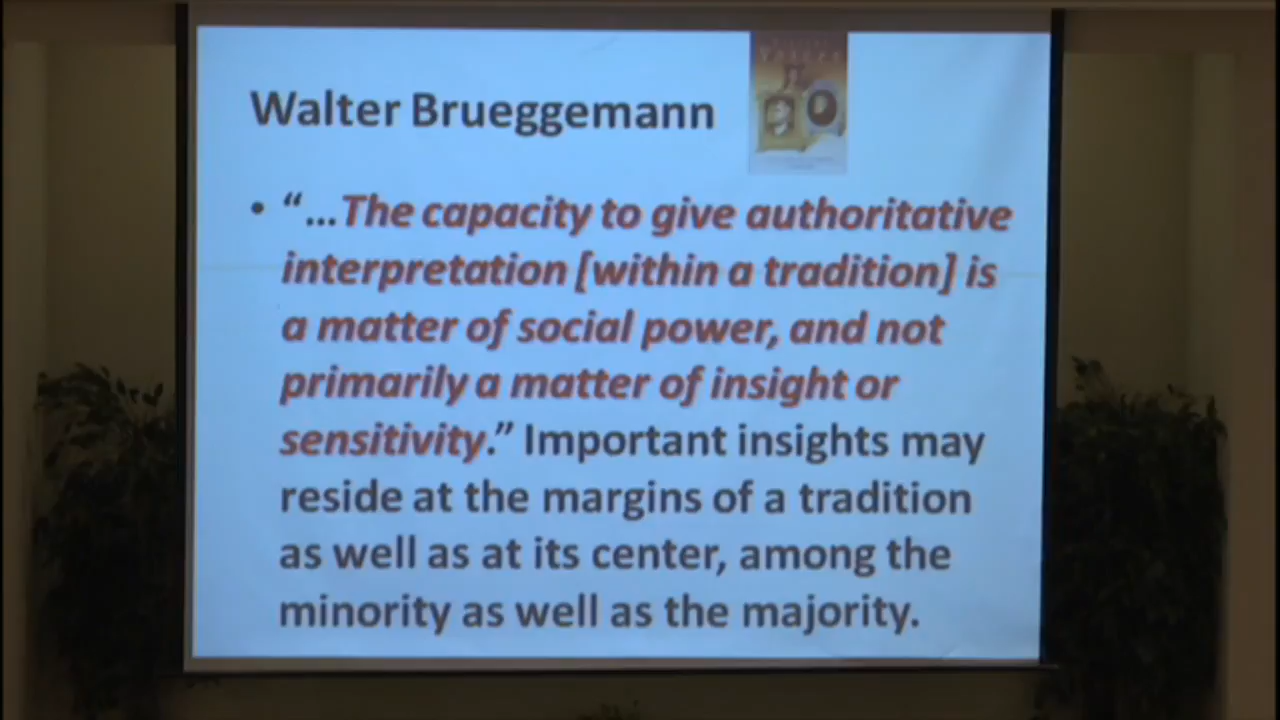 Walter Brueggemann
• “...The capacity to give authoritative
interpretation [within a tradition] is
a matter of social power, and not
primarily a matter of insight or
sensitivity.” Important insights may
reside at the margins of a tradition
as well as at its center, among the
minority as well as the majority.